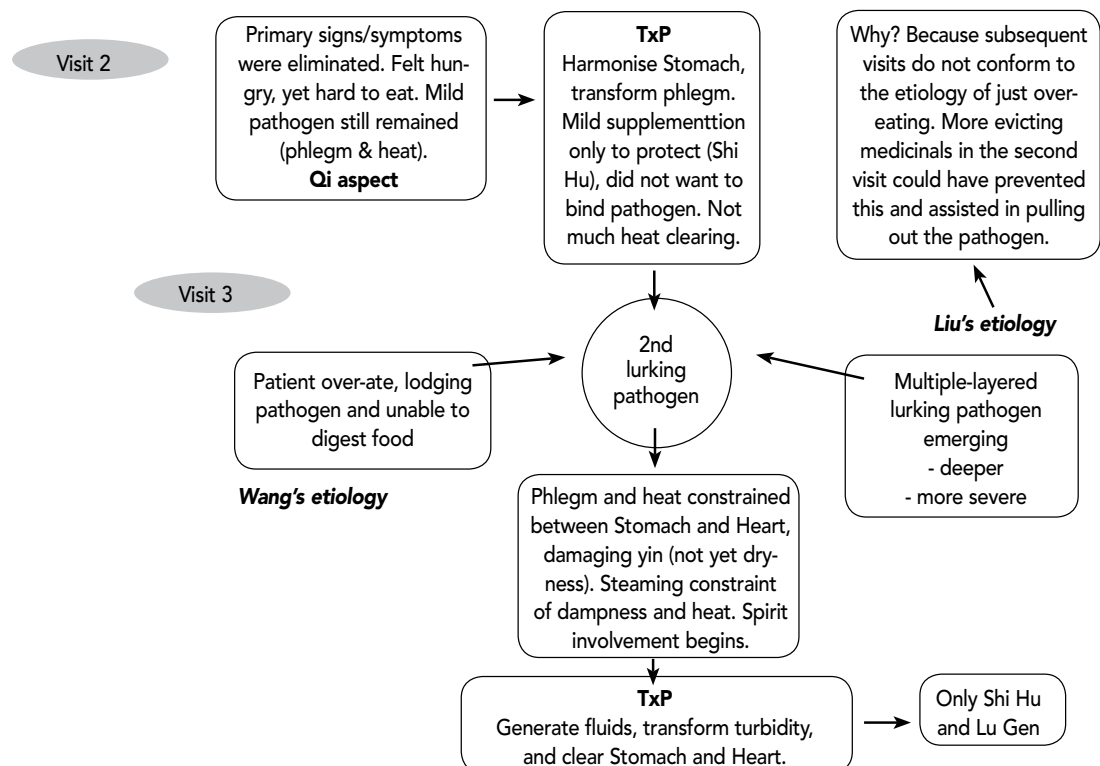 Visit 2
Primary signs/symptoms
were eliminated. Felt hun-
gry, yet hard to eat. Mild
pathogen still remained
(phlegm & heat).
Qi aspect
TxP
Harmonise Stomach,
transform phlegm.
Mild supplementtion
only to protect (Shi
Hu), did not want to
bind pathogen. Not
much heat clearing.
Why? Because subsequent
visits do not conform to
the etiology of just over-
eating. More evicting
medicinals in the second
visit could have prevented
this and assisted in pulling
out the pathogen.
Visit 3
Liu's etiology
2nd
lurking
pathogen
Patient over-ate, lodging
pathogen and unable to
digest food
Wang's etiology
Multiple-layered
lurking pathogen
emerging
- deeper
- more severe
Phlegm and heat constrained
between Stomach and Heart,
damaging yin (not yet dry-
ness). Steaming constraint
of dampness and heat. Spirit
involvement begins.
TxP
Generate fluids, transform turbidity,
and clear Stomach and Heart.
Only Shi Hu
and Lu Gen